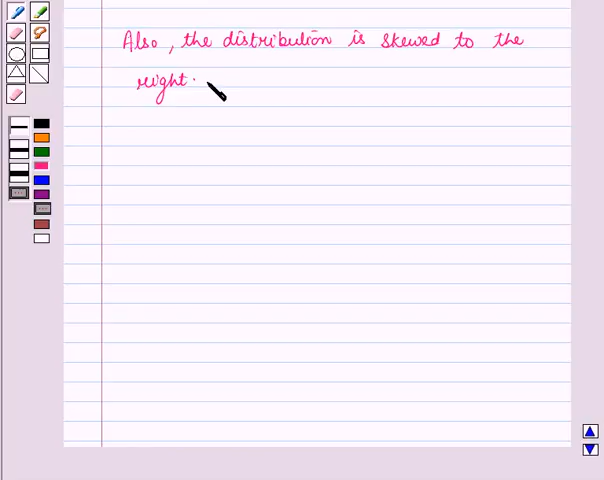 Also, the distribution is skewed to the
right.